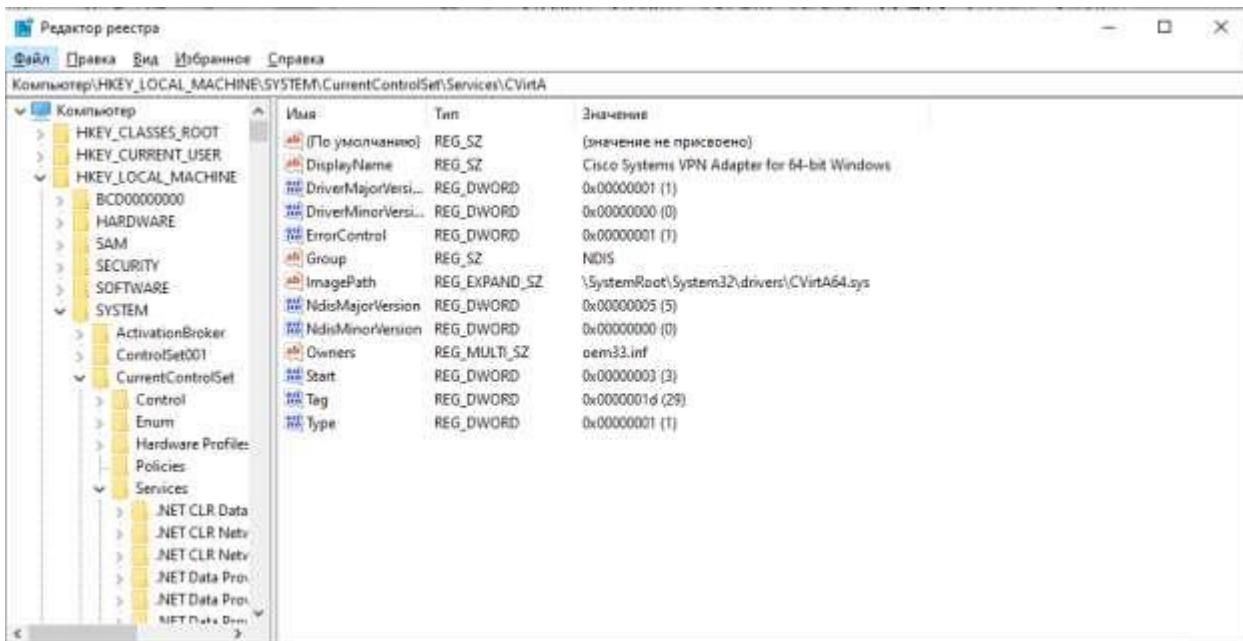 Редактор реестра
Файл Правка Вид Избранное Справка
Компьютер\HKEY_LOCAL_MACHINE\SYSTEM\CurrentControlSet\Services\CVirtA
Компьютер
HKEY_CLASSES_ROOT
HKEY_CURRENT_USER
HKEY_LOCAL_MACHINE
BCD00000000
HARDWARE
SAM
SECURITY
SOFTWARE
SYSTEM
ActivationBroker
ControlSet001
CurrentControlSet
Control
Enum
Hardware Profiles
Policies
Services
.NET CLR Data
.NET CLR Netv
.NET CLR Netv
.NET Data Prov
.NET Data Prov
.NET Data Prov
Имя Тип Значение
(По умолчанию) REG_SZ (значение не присвоено)
DisplayName REG_SZ Cisco Systems VPN Adapter for 64-bit Windows
DriverMajorVersi... REG_DWORD 0x00000001 (1)
DriverMinorVersi... REG_DWORD 0x00000000 (0)
ErrorControl REG_DWORD 0x00000001 (1)
Group REG_SZ NDIS
ImagePath REG_EXPAND_SZ \SystemRoot\System32\drivers\CVirtA64.sys
NdisMajorVersion REG_DWORD 0x00000005 (5)
NdisMinorVersion REG_DWORD 0x00000000 (0)
Owners REG_MULTI_SZ oem33.inf
Start REG_DWORD 0x00000003 (3)
Tag REG_DWORD 0x0000001d (29)
Type REG_DWORD 0x00000001 (1)